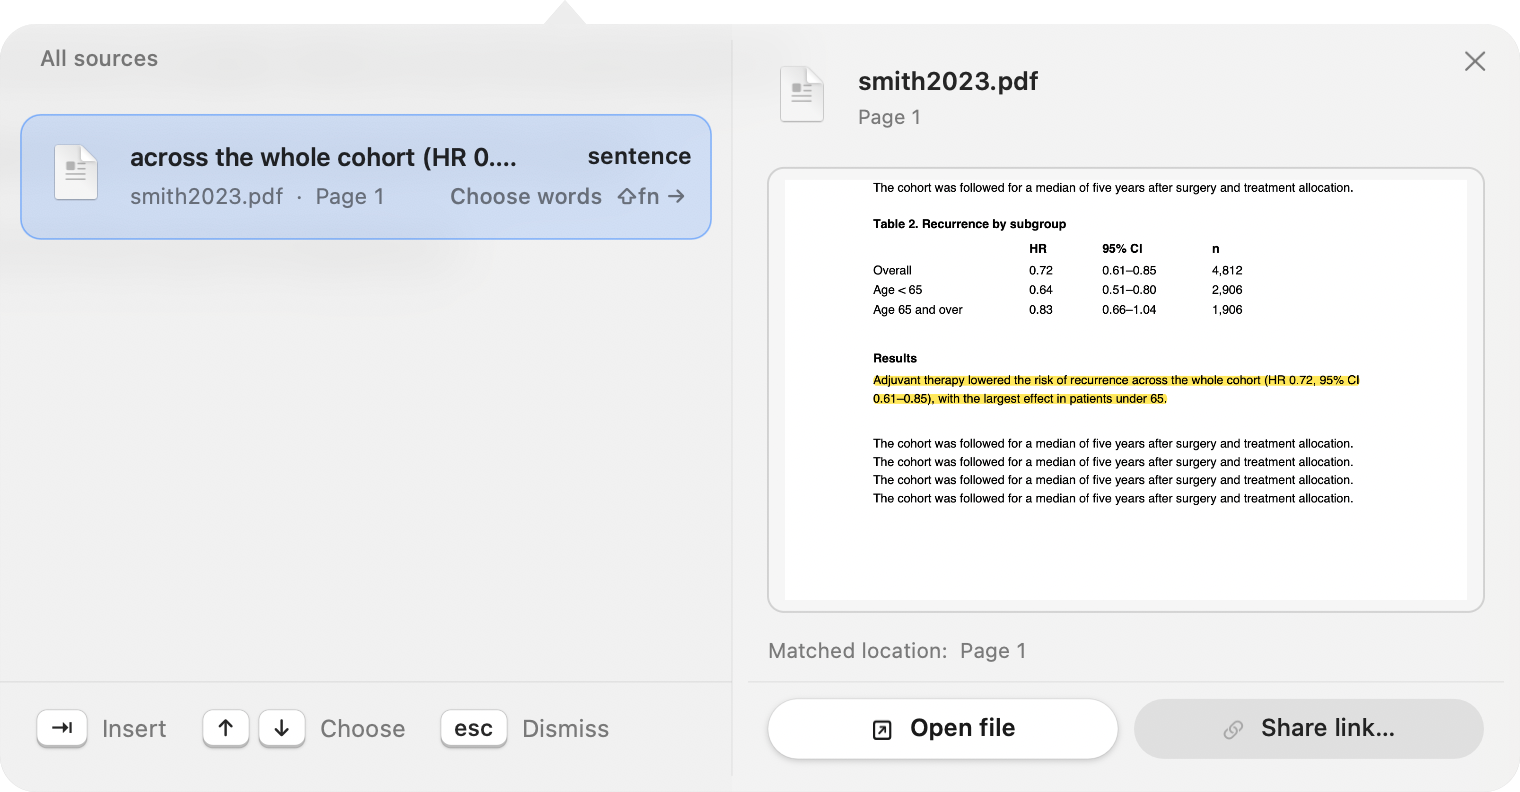 All sources
across the whole cohort (HR 0.... sentence
smith2023.pdf · Page 1 Choose words ⇧fn →
Insert ↑ ↓ Choose esc Dismiss
smith2023.pdf
Page 1
The cohort was followed for a median of five years after surgery and treatment allocation.
Table 2. Recurrence by subgroup
HR 95% CI n
Overall 0.72 0.61–0.85 4,812
Age < 65 0.64 0.51–0.80 2,906
Age 65 and over 0.83 0.66–1.04 1,906
Results
Adjuvant therapy lowered the risk of recurrence across the whole cohort (HR 0.72, 95% CI
0.61–0.85), with the largest effect in patients under 65.
The cohort was followed for a median of five years after surgery and treatment allocation.
The cohort was followed for a median of five years after surgery and treatment allocation.
The cohort was followed for a median of five years after surgery and treatment allocation.
The cohort was followed for a median of five years after surgery and treatment allocation.
Matched location: Page 1
Open file Share link...